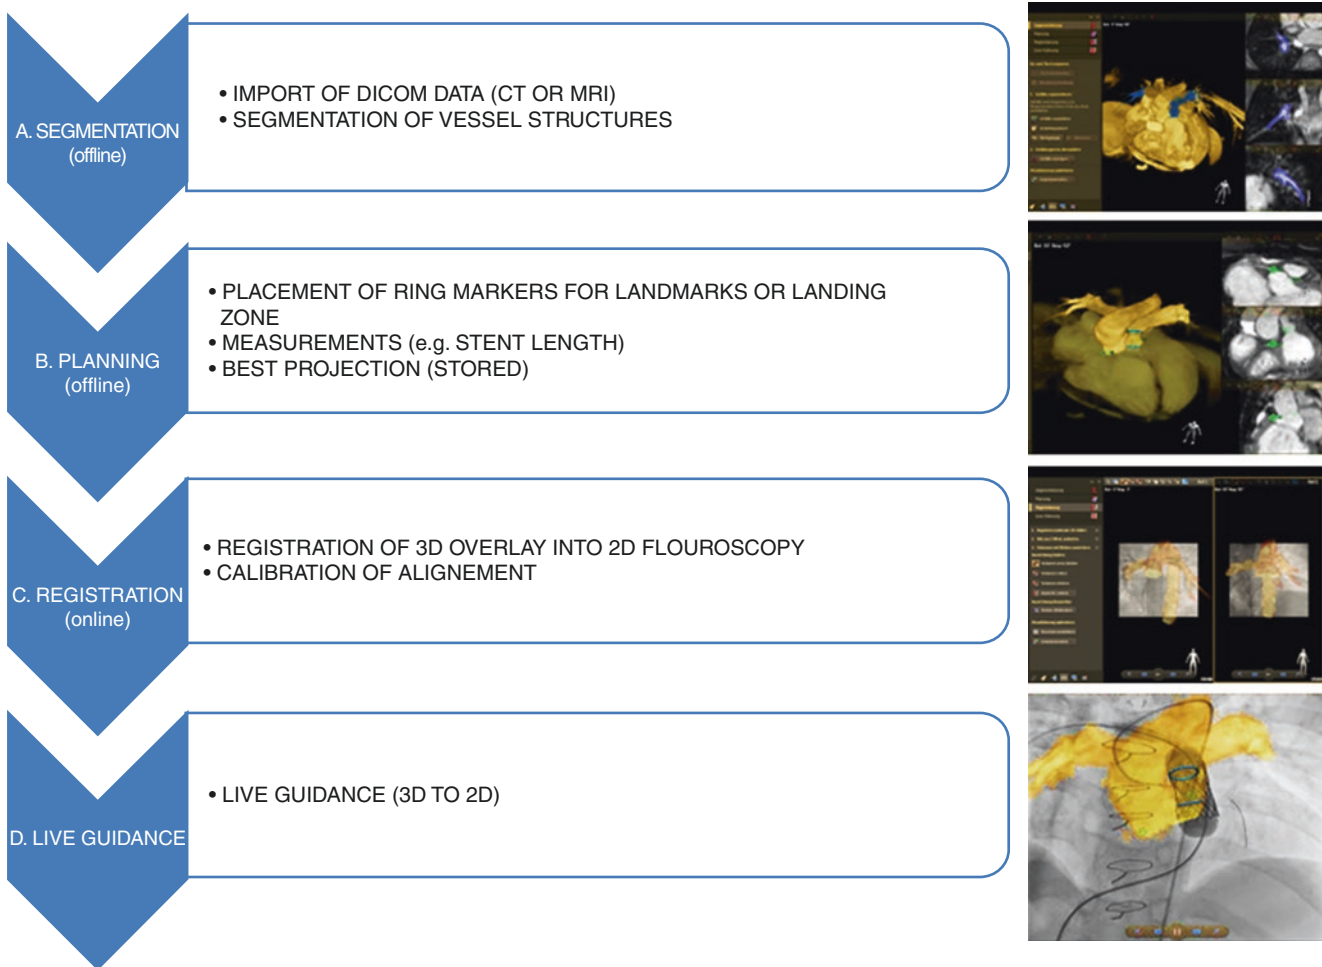 A. SEGMENTATION
(offline)
• IMPORT OF DICOM DATA (CT OR MRI)
• SEGMENTATION OF VESSEL STRUCTURES
B. PLANNING
(offline)
• PLACEMENT OF RING MARKERS FOR LANDMARKS OR LANDING
ZONE
• MEASUREMENTS (e.g. STENT LENGTH)
• BEST PROJECTION (STORED)
C. REGISTRATION
(online)
• REGISTRATION OF 3D OVERLAY INTO 2D FLOUROSCOPY
• CALIBRATION OF ALIGNEMENT
D. LIVE GUIDANCE
• LIVE GUIDANCE (3D TO 2D)